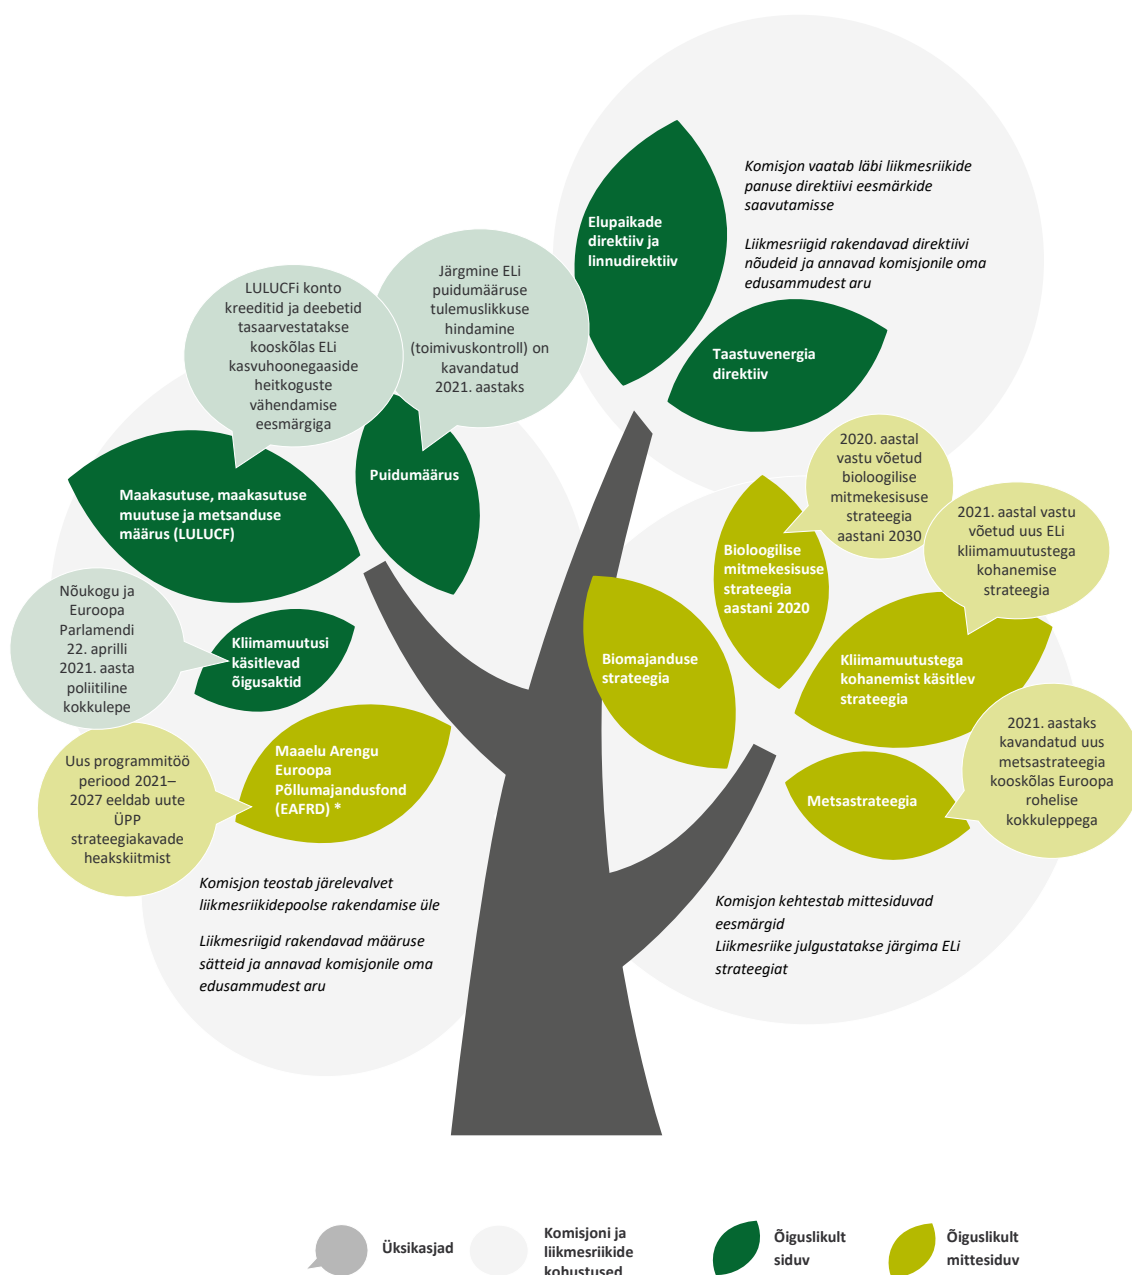 Komisjon vaatab läbi liikmesriikide
panuse direktiivi eesmärkide
saavutamisse
Liikmesriigid rakendavad direktiivi
nõudeid ja annavad komisjonile oma
edusammudest aru
Elupaikade
direktiiv ja
linnudirektiiv
Taastuvenergia
direktiiv
Järgmine ELi
puidumääruse
tulemuslikkuse
hindamine
(toimivuskontroll) on
kavandatud
2021. aastaks
LULUCFi konto
kreeditid ja deebetid
tasaarvestatakse
kooskõlas ELi
kasvuhoonegaaside
heitkoguste
vähendamise
eesmärgiga
Puidumäärus
Maakasutuse, maakasutuse
muutuse ja metsanduse
määrus (LULUCF)
Nõukogu ja
Euroopa
Parlamendi
22. aprilli
2021. aasta
poliitiline
kokkulepe
Kliimamuutusi
käsitlevad
õigusaktid
Uus programmitöö
periood 2021–
2027 eeldab uute
ÜPP
strateegiakavade
heakskiitmist
Maaelu Arengu
Euroopa
Põllumajandusfond
(EAFRD) *
Komisjon teostab järelevalvet
liikmesriikidepoolse rakendamise üle
Liikmesriigid rakendavad määruse
sätteid ja annavad komisjonile oma
edusammudest aru
2020. aastal
vastu võetud
bioloogilise
mitmekesisuse
strateegia
aastani 2030
Bioloogilise
mitmekesisuse
strateegia
aastani 2020
2021. aastal vastu
võetud uus ELi
kliimamuutustega
kohanemise
strateegia
Biomajanduse
strateegia
Kliimamuutustega
kohanemist käsitlev
strateegia
2021. aastaks
kavandatud uus
metsastrateegia
kooskõlas Euroopa
rohelise
kokkuleppega
Metsastrateegia
Komisjon kehtestab mittesiduvad
eesmärgid
Liikmesriike julgustatakse järgima ELi
strateegiat
Üksikasjad
Komisjoni ja
liikmesriikide
kohustused
Õiguslikult
siduv
Õiguslikult
mittesiduv